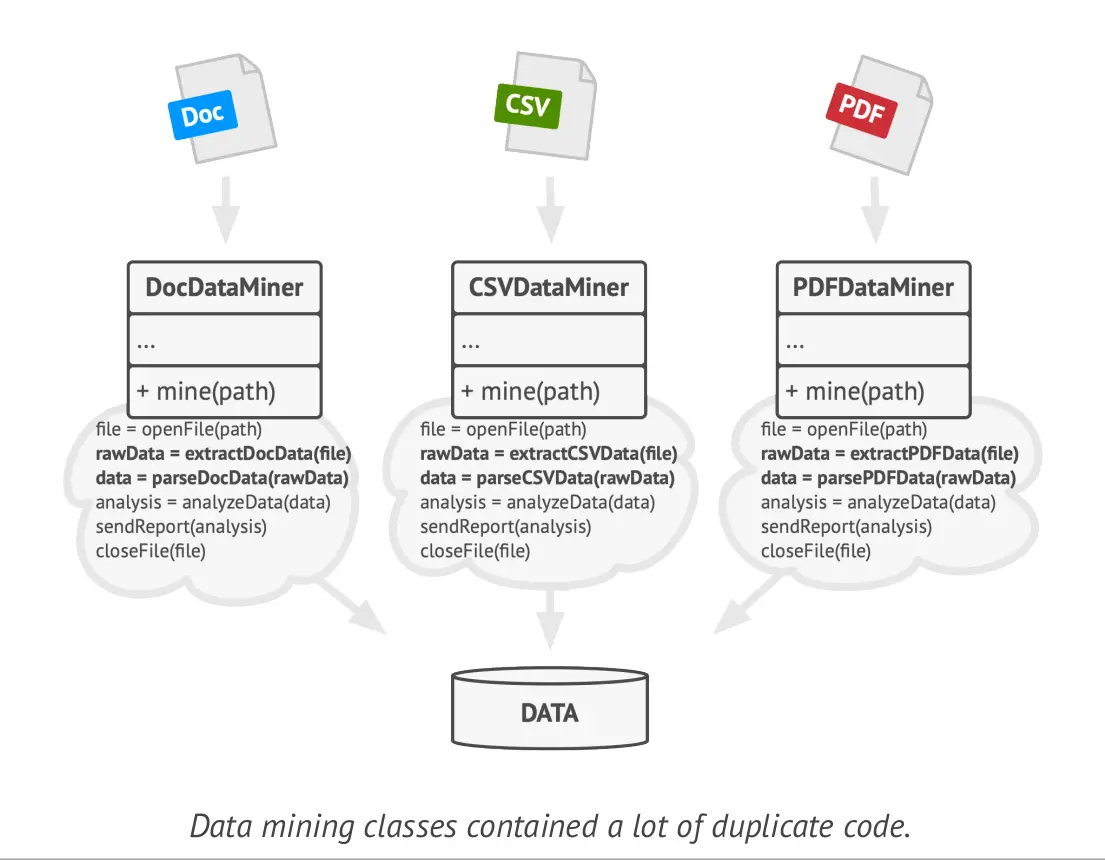 Doc
CSV
PDF
DocDataMiner
...
+ mine(path)
file = openFile(path)
rawData = extractDocData(file)
data = parseDocData(rawData)
analysis = analyzeData(data)
sendReport(analysis)
closeFile(file)
CSVDataMiner
...
+ mine(path)
file = openFile(path)
rawData = extractCSVData(file)
data = parseCSVData(rawData)
analysis = analyzeData(data)
sendReport(analysis)
closeFile(file)
PDFDataMiner
...
+ mine(path)
file = openFile(path)
rawData = extractPDFData(file)
data = parsePDFData(rawData)
analysis = analyzeData(data)
sendReport(analysis)
closeFile(file)
DATA
Data mining classes contained a lot of duplicate code.